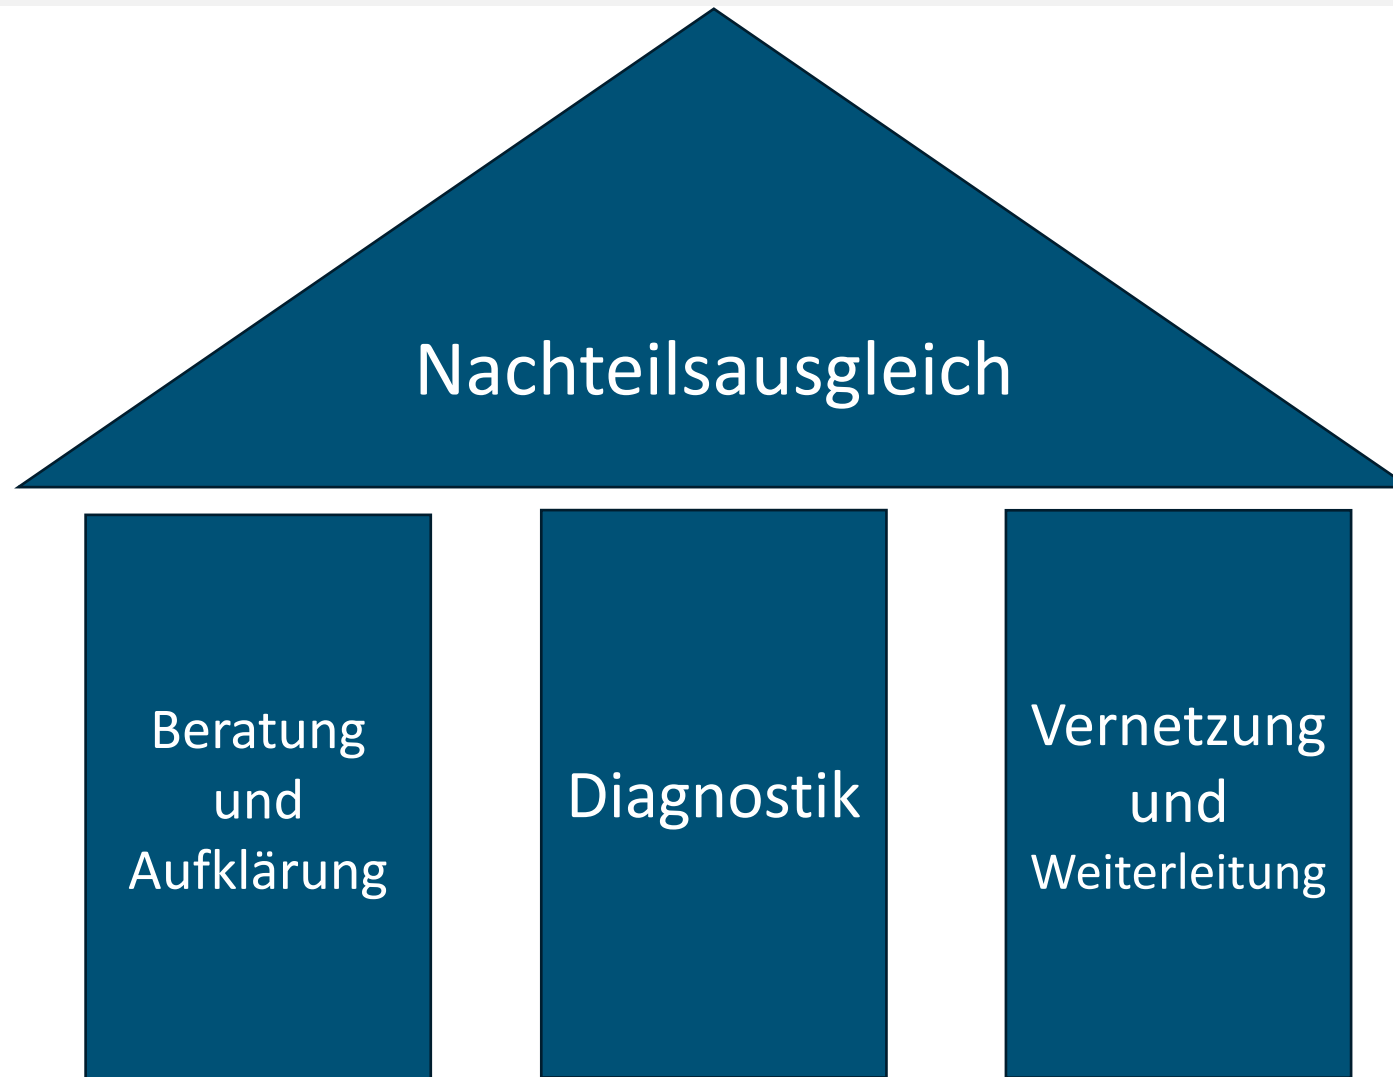 Nachteilsausgleich
Beratung
und
Aufklärung
Diagnostik
Vernetzung
und
Weiterleitung